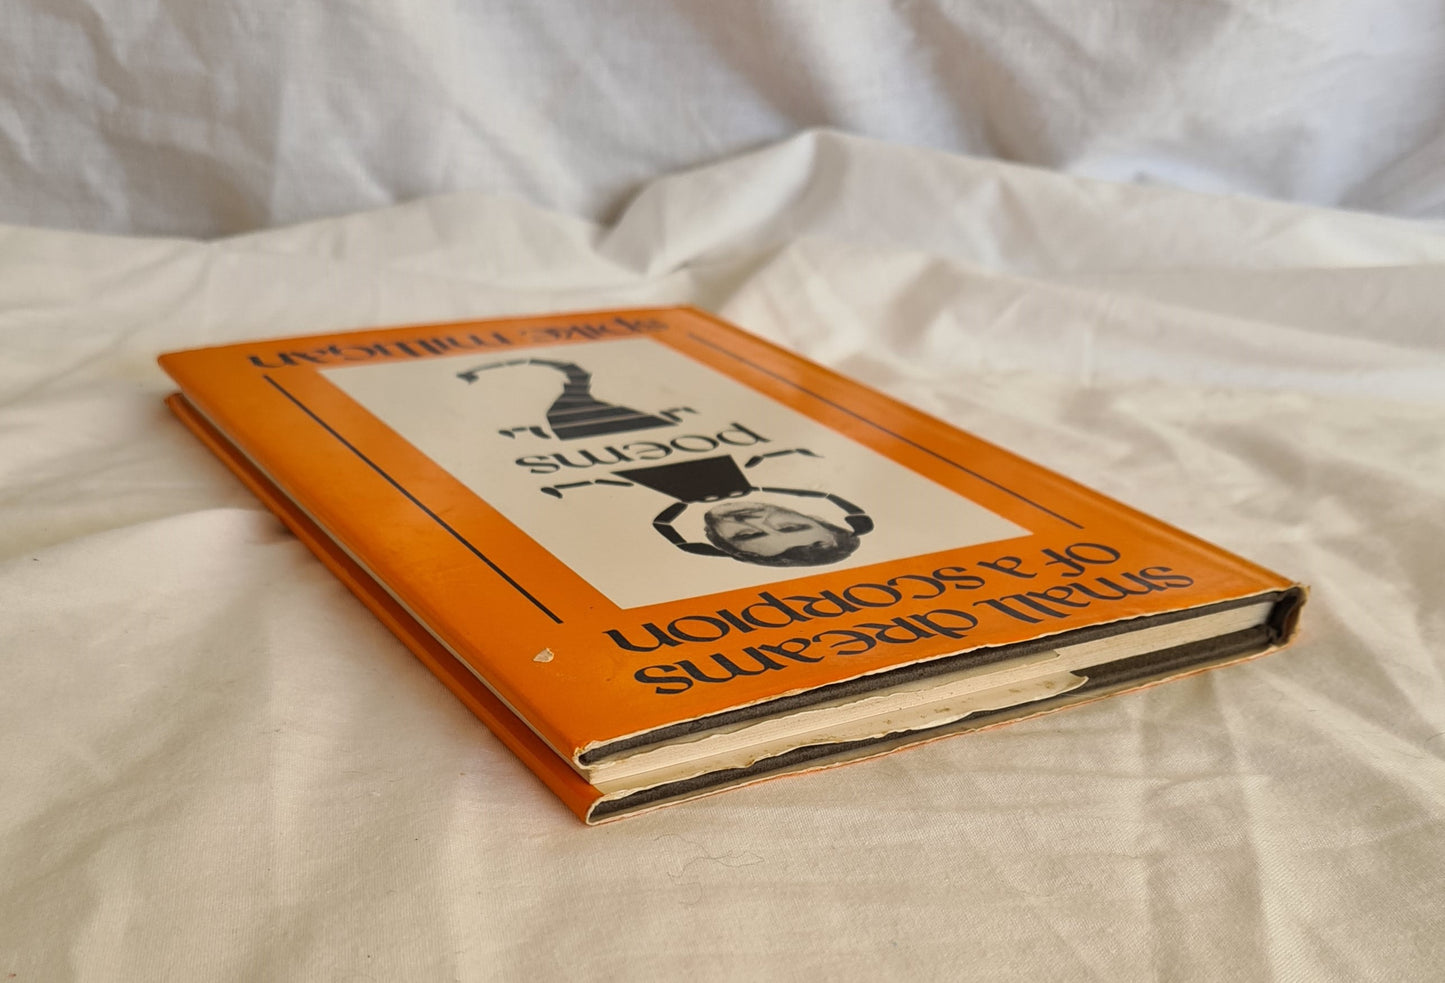 small dreams
of a scorpion
poems
spike milligan